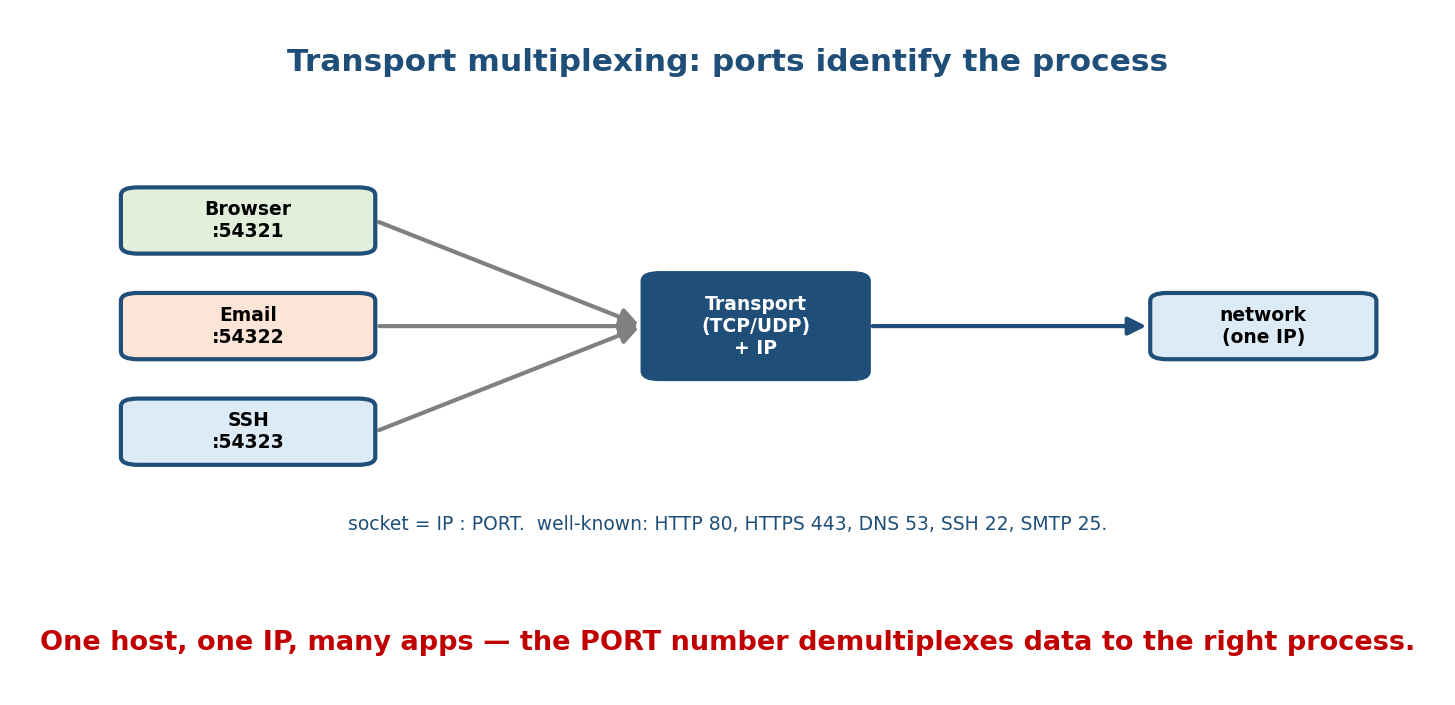 Transport multiplexing: ports identify the process
Browser
:54321
Email
:54322
SSH
:54323
Transport
(TCP/UDP)
+ IP
network
(one IP)
socket = IP : PORT.  well-known: HTTP 80, HTTPS 443, DNS 53, SSH 22, SMTP 25.
One host, one IP, many apps — the PORT number demultiplexes data to the right process.